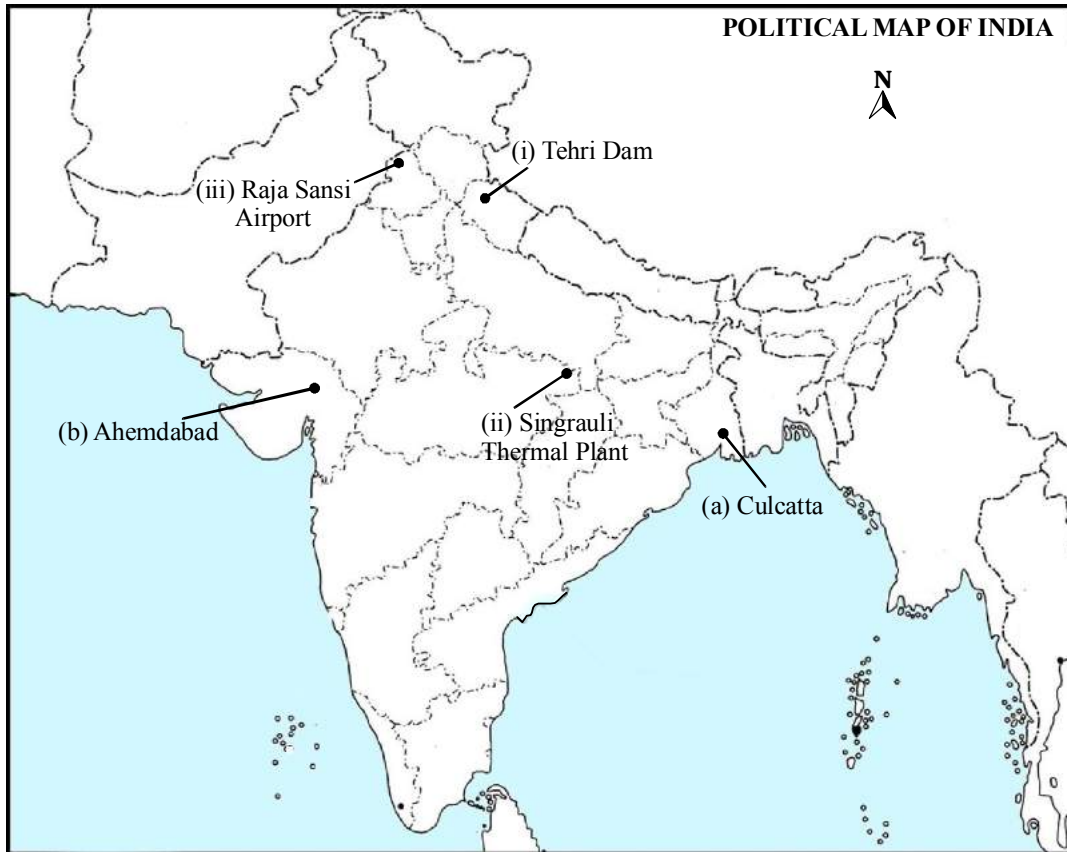 POLITICAL MAP OF INDIA
N
(i) Tehri Dam
(iii) Raja Sansi
Airport
(b) Ahemdabad
(ii) Singrauli
Thermal Plant
(a) Culcatta